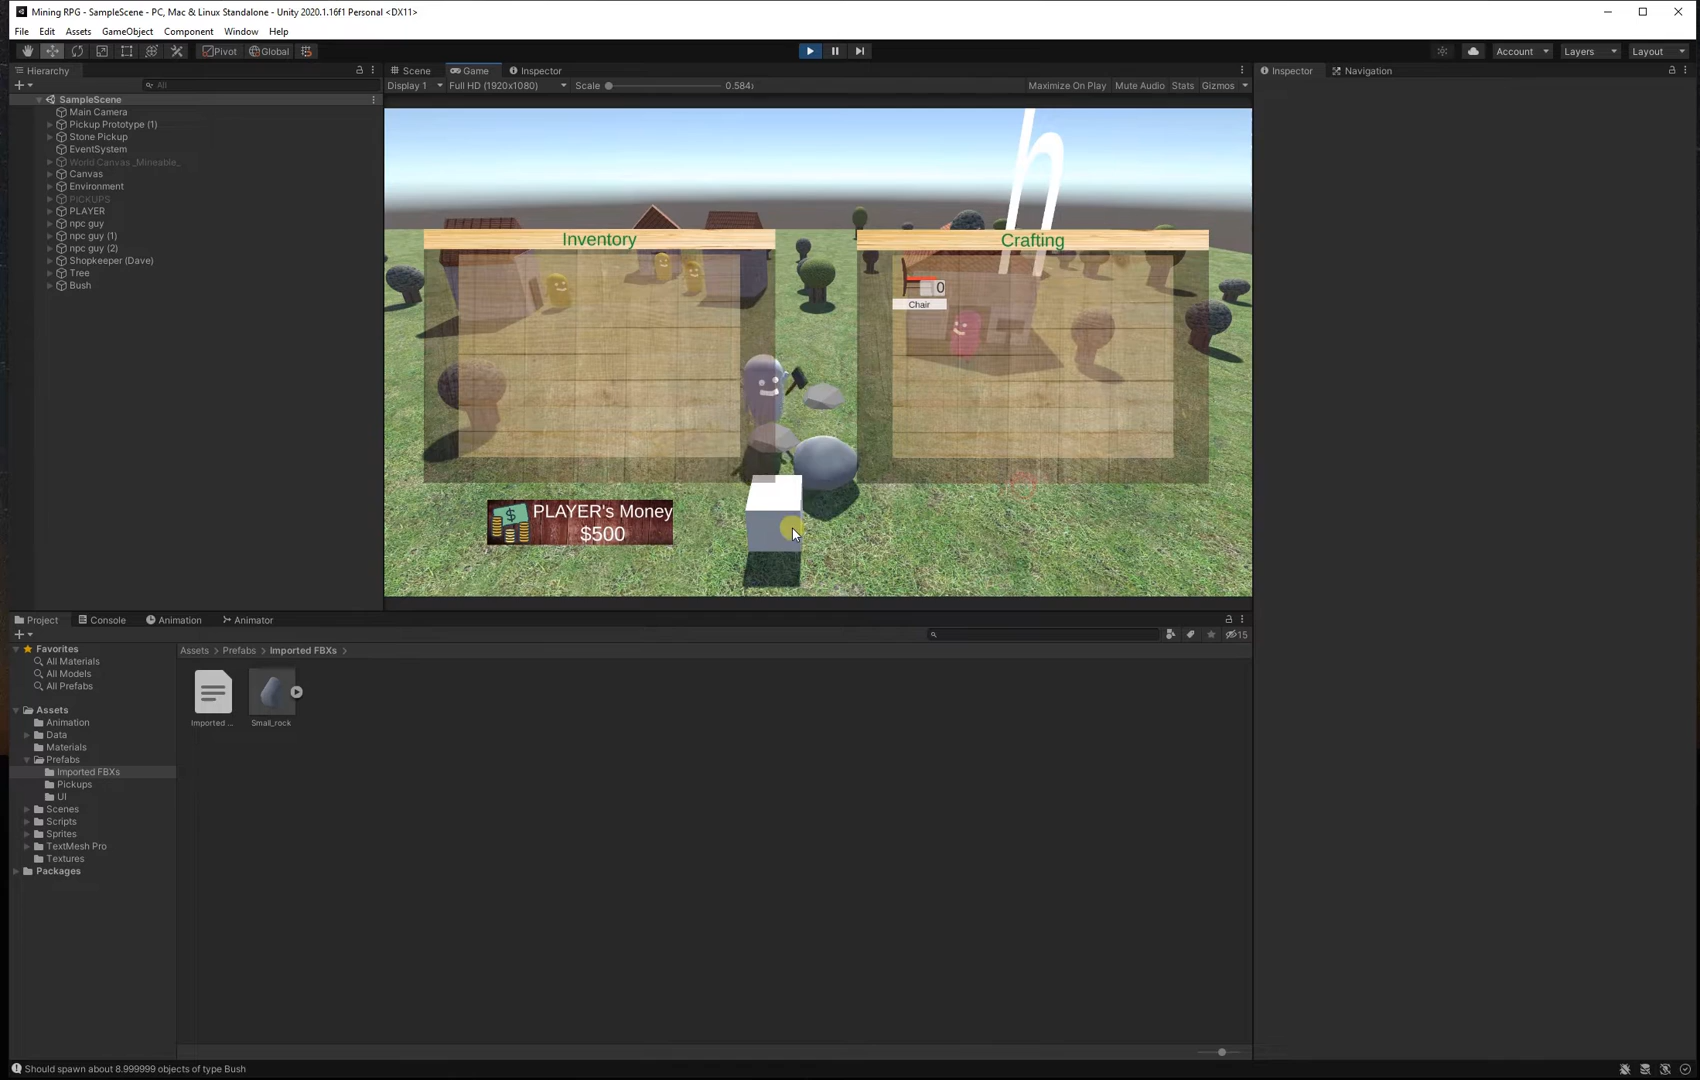 Mining RPG - SampleScene - PC, Mac & Linux Standalone - Unity 2020.1.16f1 Personal <DX11>
File Edit Assets GameObject Component Window Help
Pivot Global Account Layers Layout
Hierarchy Scene Game Inspector Inspector Navigation
All Display 1 Full HD (1920x1080) Scale 0.584x Maximize On Play Mute Audio Stats Gizmos
SampleScene
Main Camera
Pickup Prototype (1)
Stone Pickup
EventSystem
World Canvas _Mineable_
Canvas
Environment
PICKUPS
PLAYER
npc guy
npc guy (1)
npc guy (2)
Shopkeeper (Dave)
Tree
Bush
h
Inventory
Crafting
0
Chair
PLAYER's Money
$500
Project Console Animation Animator
15
Favorites
All Materials
All Models
All Prefabs
Assets
Animation
Data
Materials
Prefabs
Imported FBXs
Pickups
UI
Scenes
Scripts
Sprites
TextMesh Pro
Textures
Packages
Assets > Prefabs > Imported FBXs >
Imported ...
Small_rock
Should spawn about 8.999999 objects of type Bush